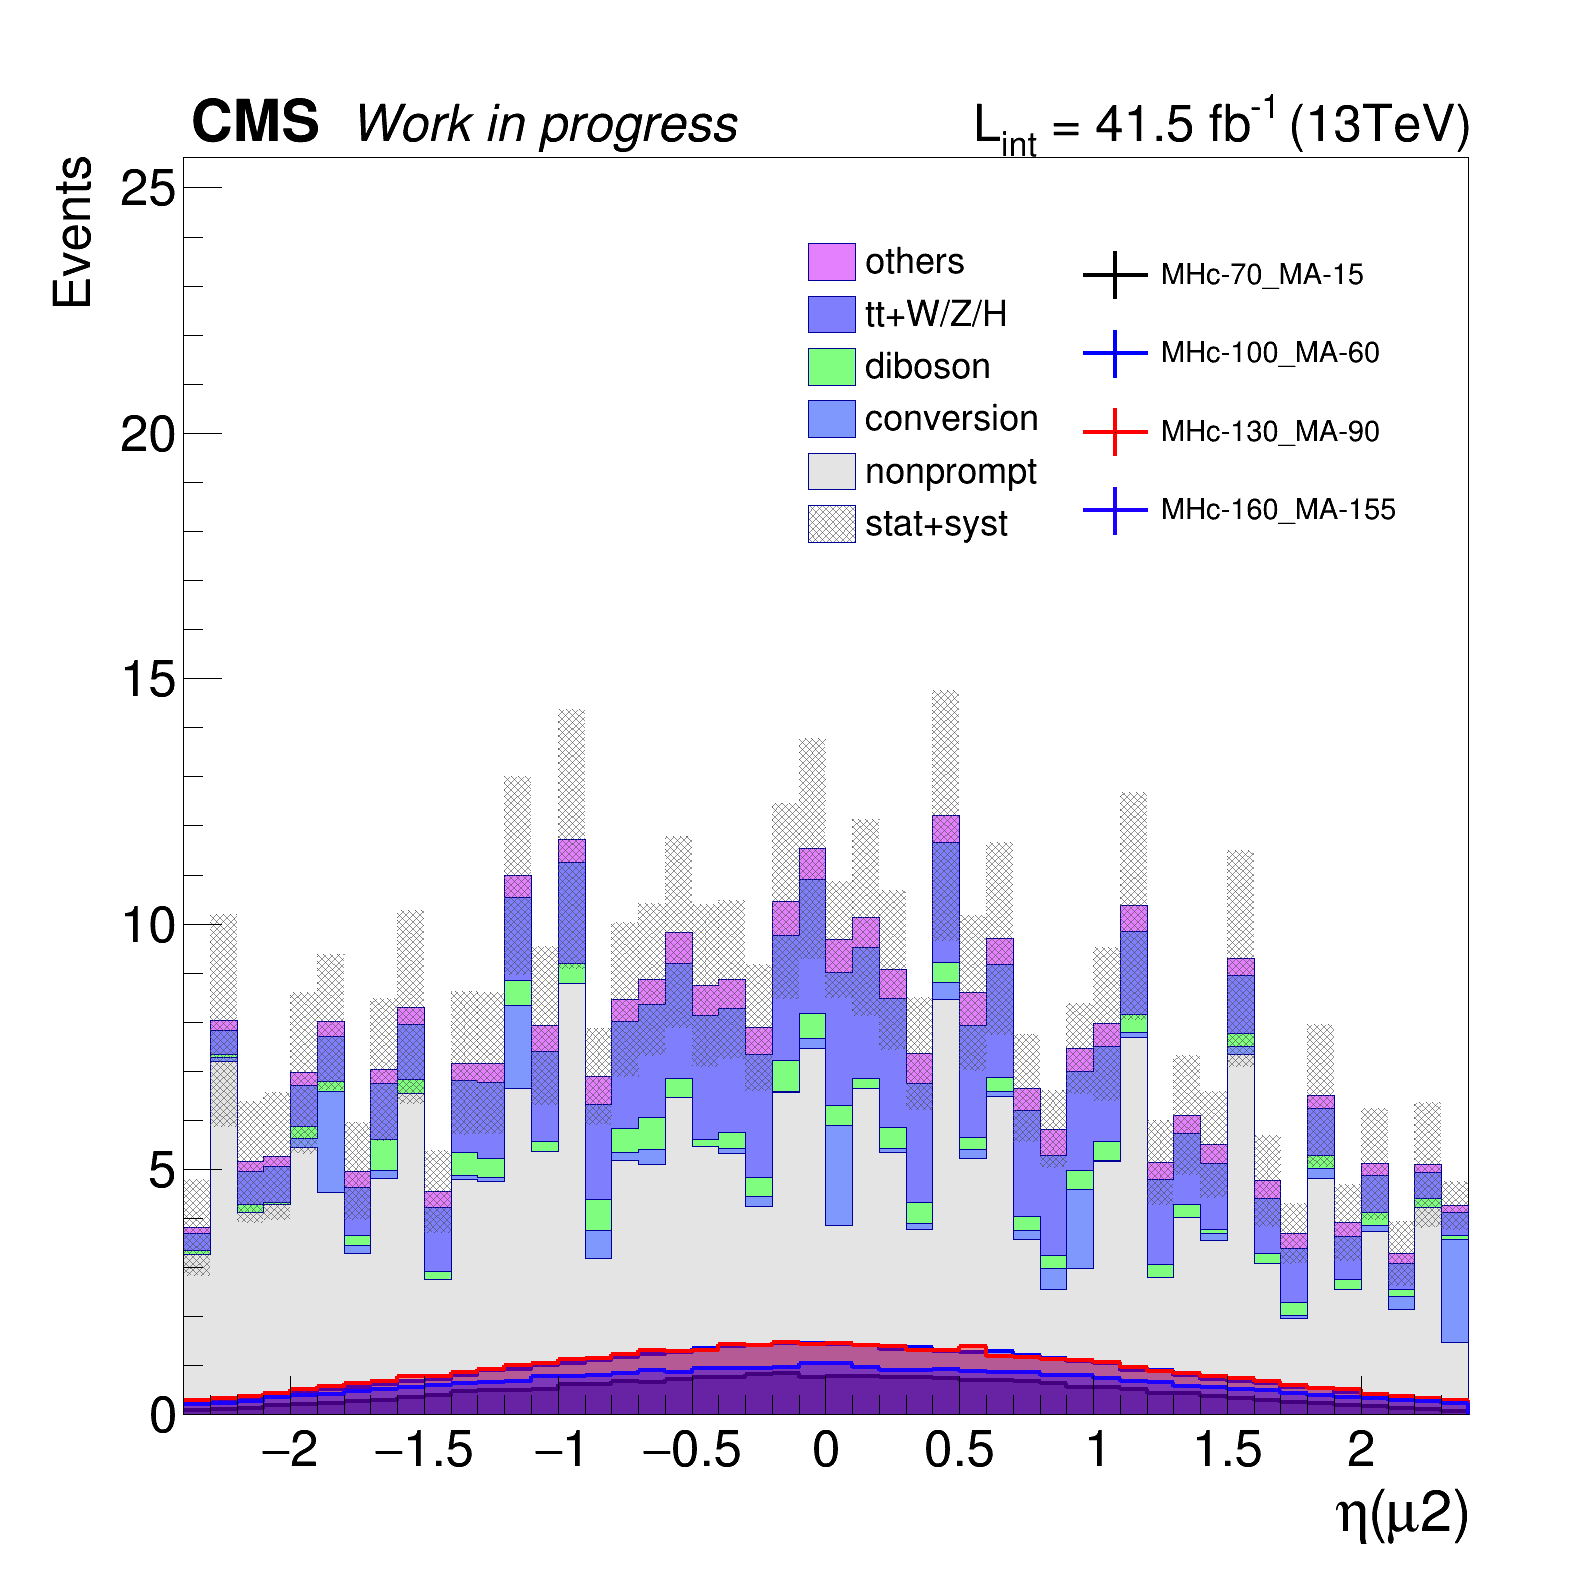 CMS Work in progress
L_int = 41.5 fb^-1 (13TeV)
Events
25
20
15
10
5
0
others
tt+W/Z/H
diboson
conversion
nonprompt
stat+syst
MHc-70_MA-15
MHc-100_MA-60
MHc-130_MA-90
MHc-160_MA-155
−2 −1.5 −1 −0.5 0 0.5 1 1.5 2
η(μ2)